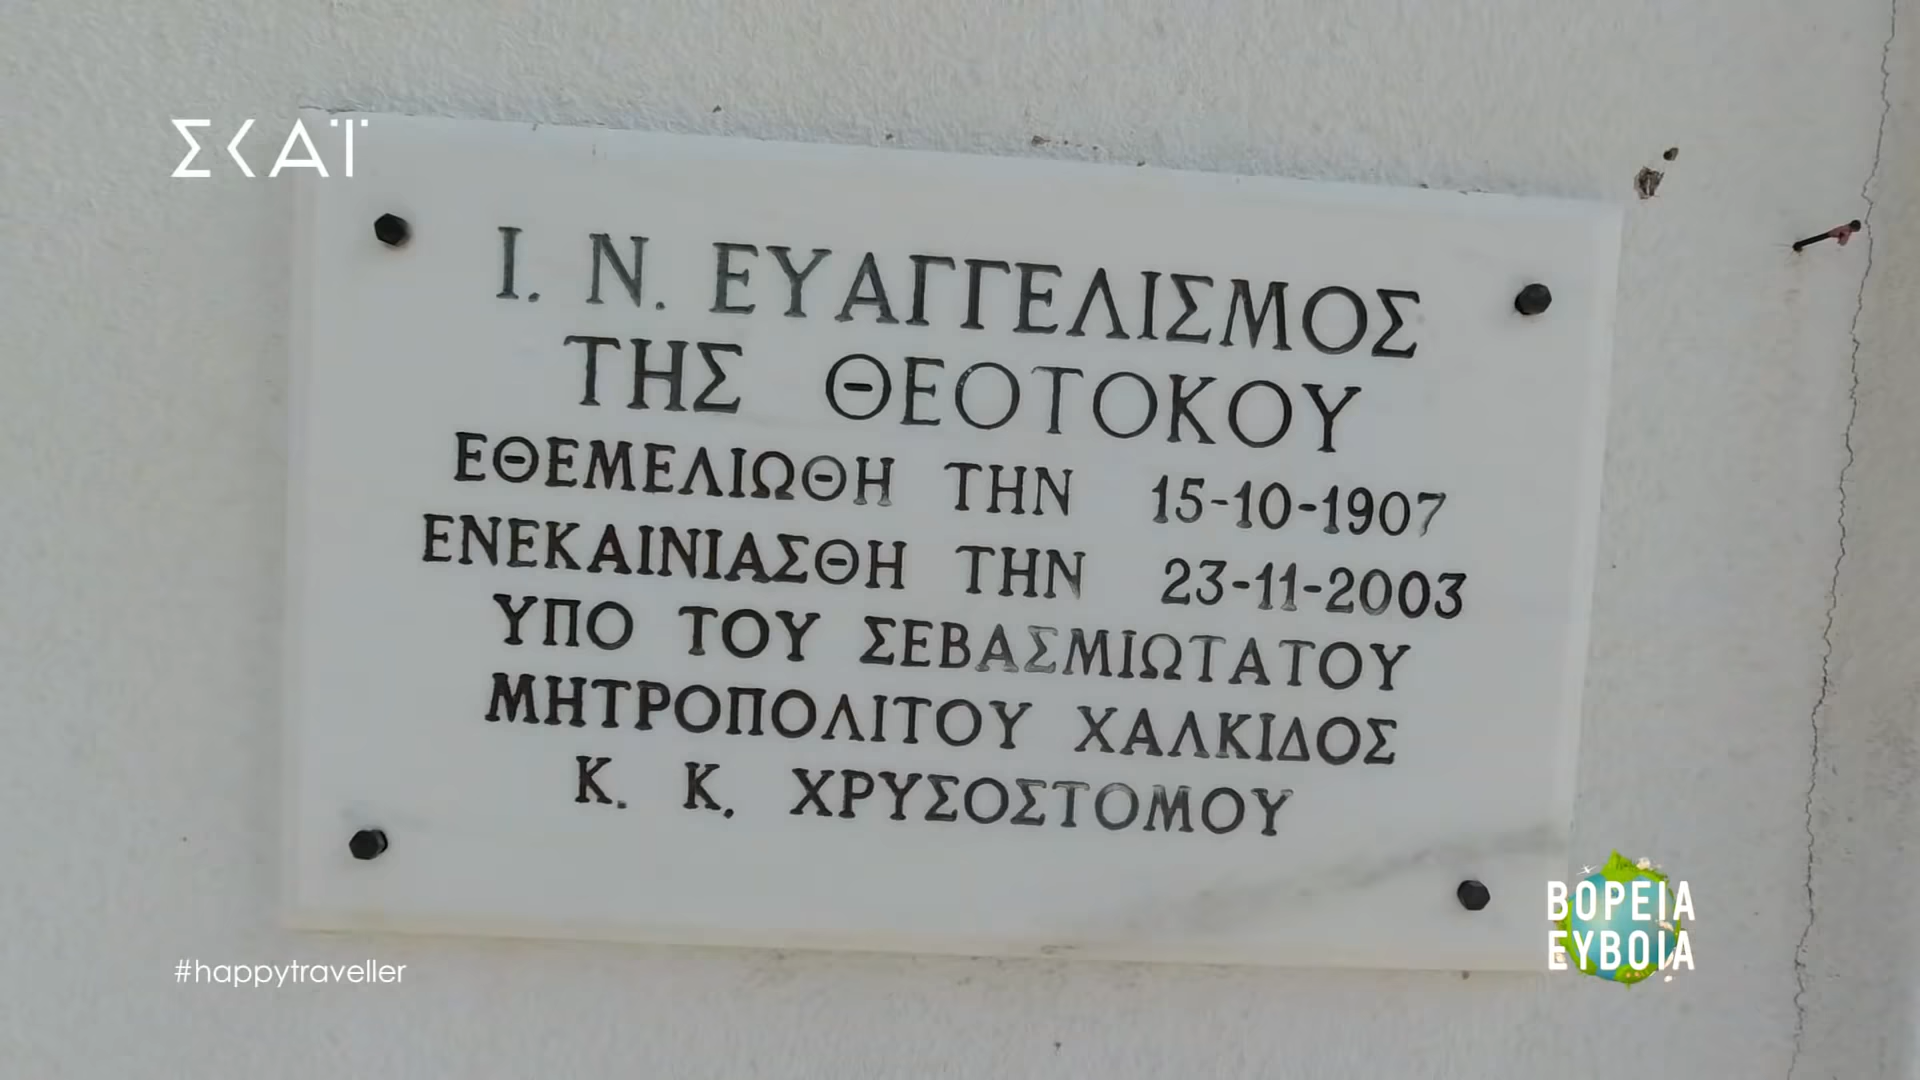 ΣΚΑΪ
Ι. Ν. ΕΥΑΓΓΕΛΙΣΜΟΣ
ΤΗΣ ΘΕΟΤΟΚΟΥ
ΕΘΕΜΕΛΙΩΘΗ ΤΗΝ 15-10-1907
ΕΝΕΚΑΙΝΙΑΣΘΗ ΤΗΝ 23-11-2003
ΥΠΟ ΤΟΥ ΣΕΒΑΣΜΙΩΤΑΤΟΥ
ΜΗΤΡΟΠΟΛΙΤΟΥ ΧΑΛΚΙΔΟΣ
Κ. Κ. ΧΡΥΣΟΣΤΟΜΟΥ
ΒΟΡΕΙΑ
ΕΥΒΟΙΑ
#happytraveller